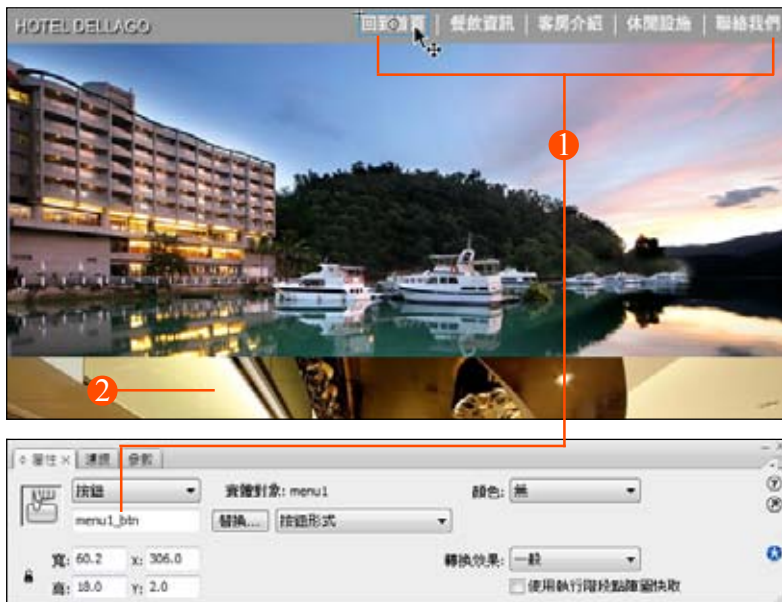 HOTEL DELLAGO
回到首頁 | 餐飲資訊 | 客房介紹 | 休閒設施 | 聯絡我們
1
2
屬性 × 濾鏡 參數
按鈕 實體對象: menu1 顏色: 無
menu1_btn 替換... 按鈕形式
寬: 60.2 X: 306.0 轉換效果: 一般
高: 18.0 Y: 2.0 使用執行階段點陣圖快取